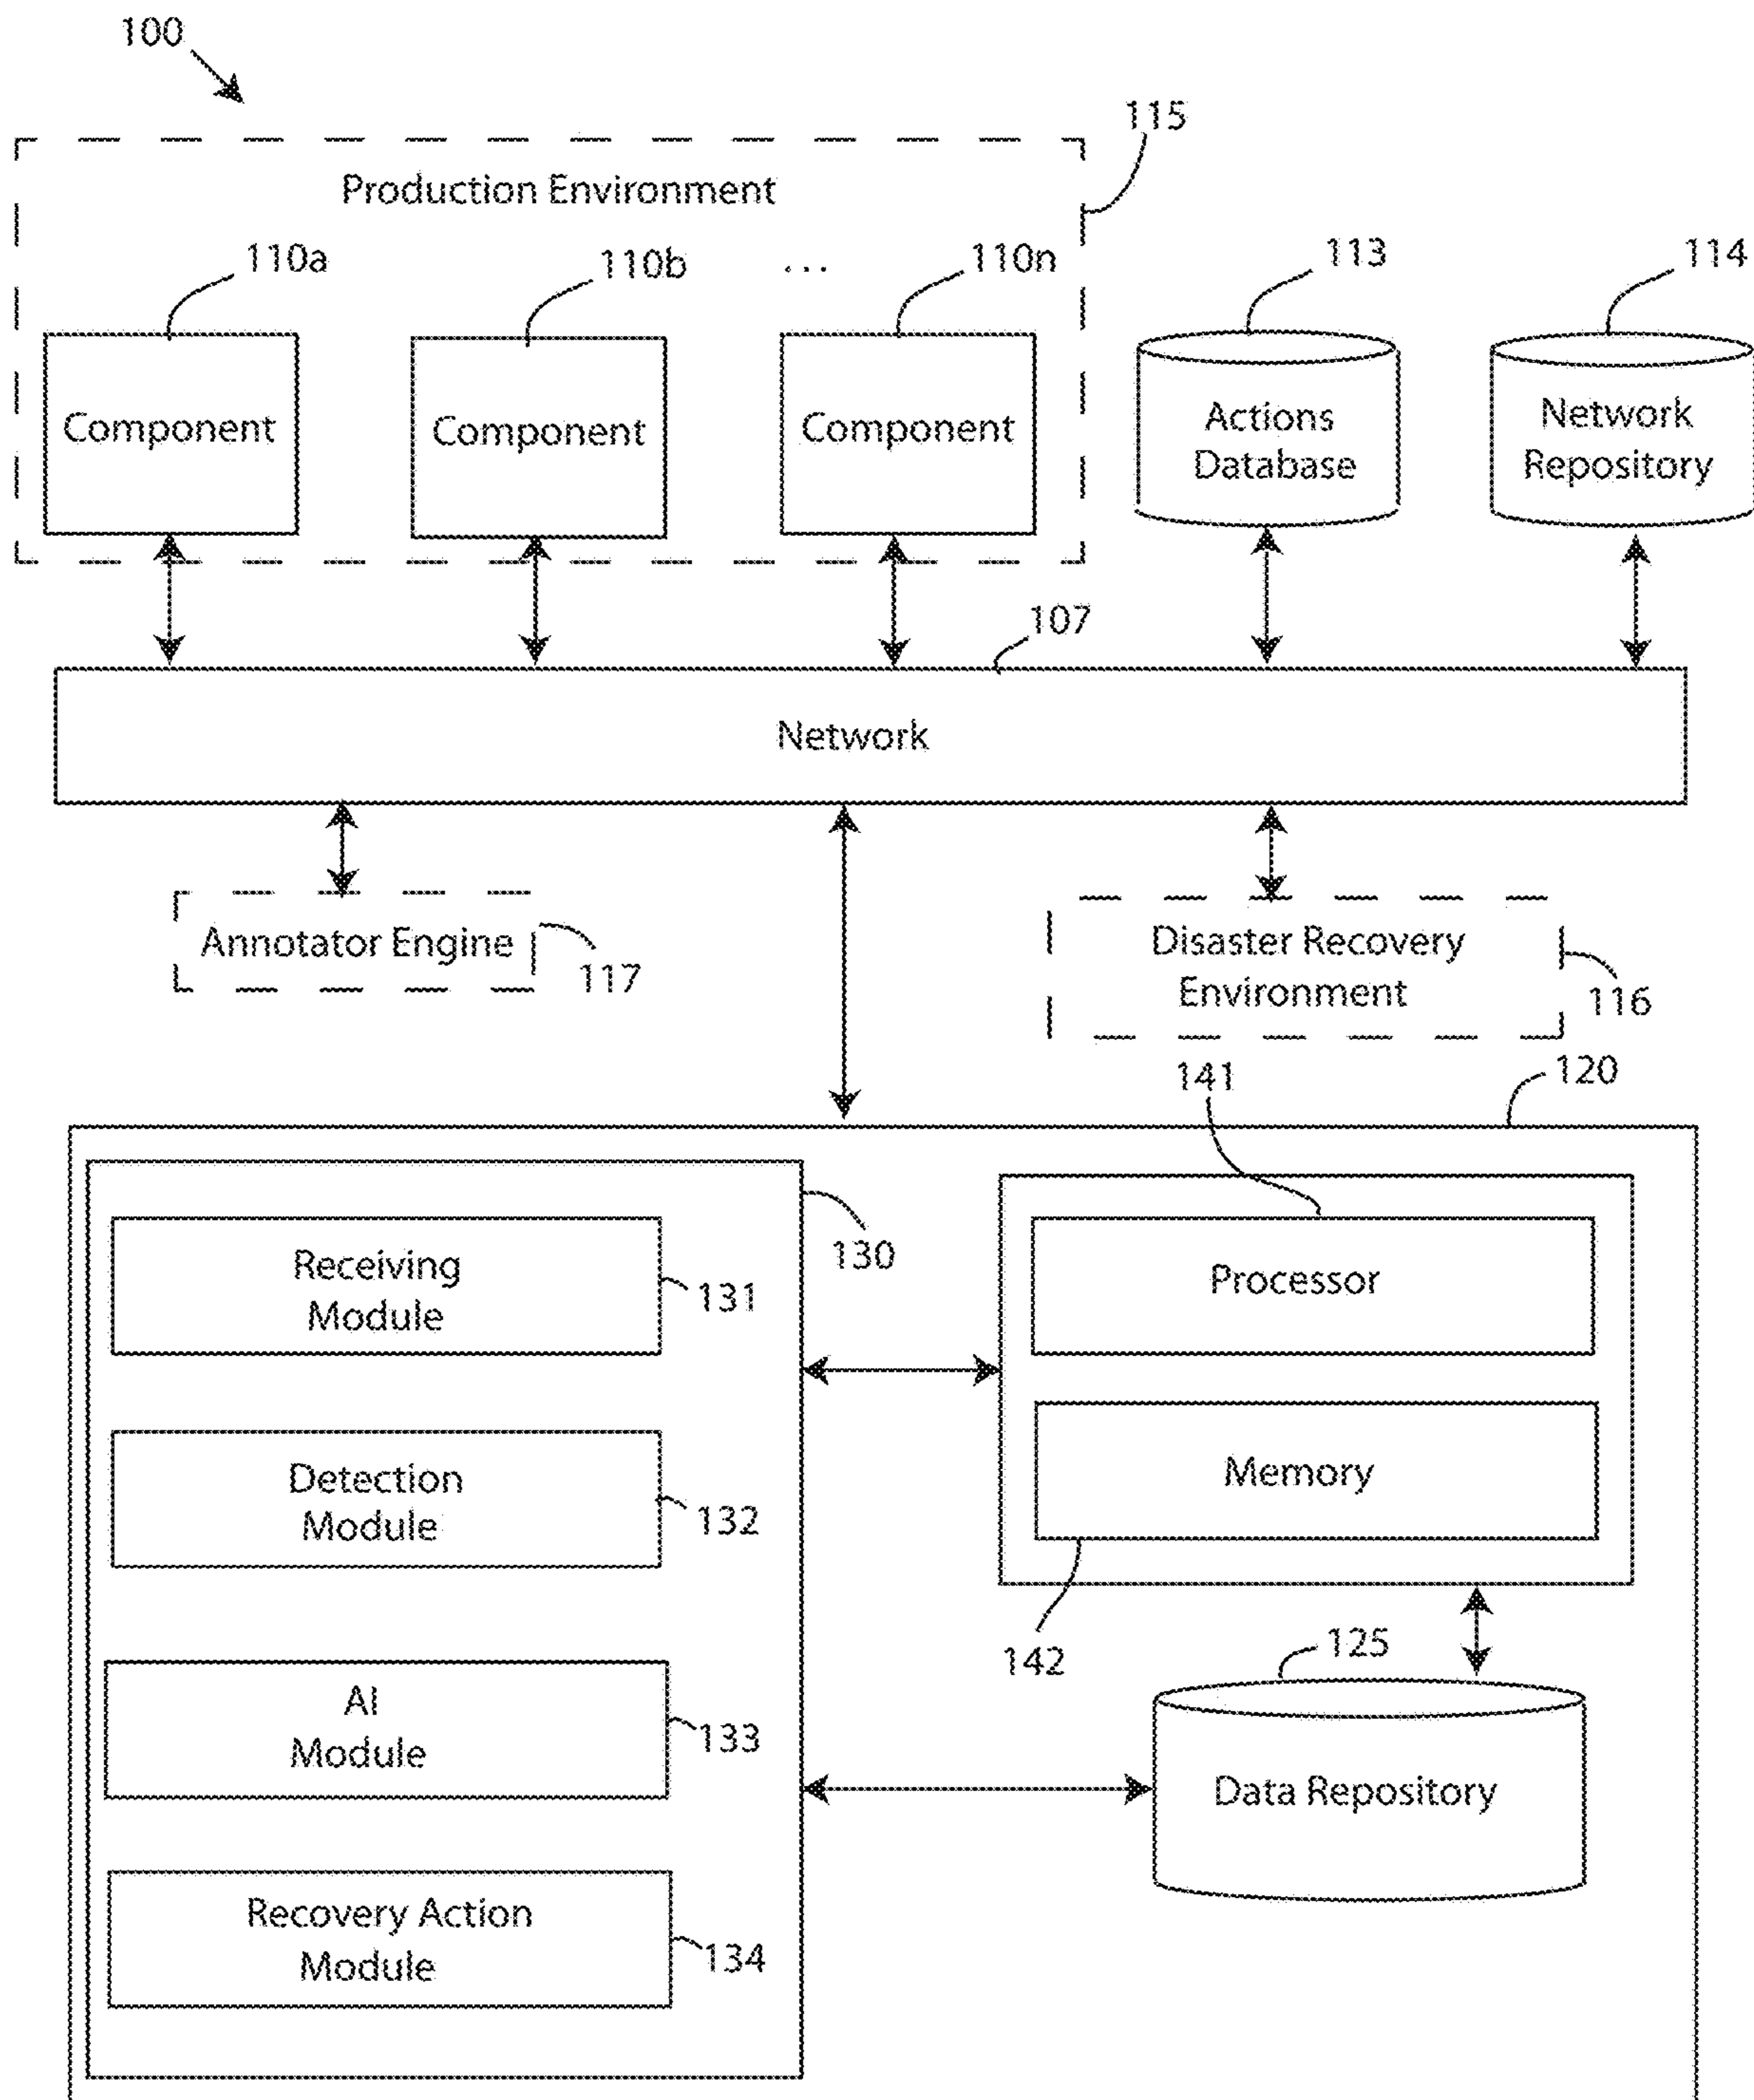 100
115
Production Environment
110a
110b
...
110n
113
114
Component
Component
Component
Actions
Database
Network
Repository
107
Network
Annotator Engine
117
Disaster Recovery
Environment
116
120
141
130
Receiving
Module
131
Processor
Detection
Module
132
Memory
142
125
AI
Module
133
Data Repository
Recovery Action
Module
134